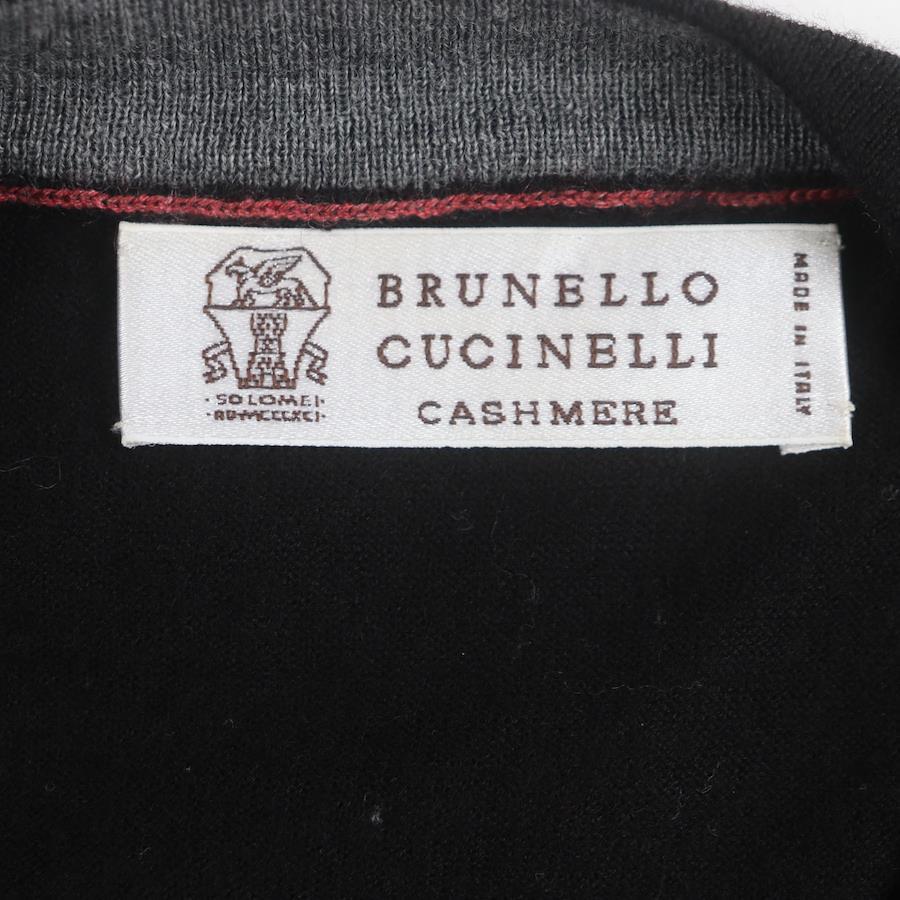 BRUNELLO
CUCINELLI
CASHMERE
MADE IN ITALY
·SOLOMEI·